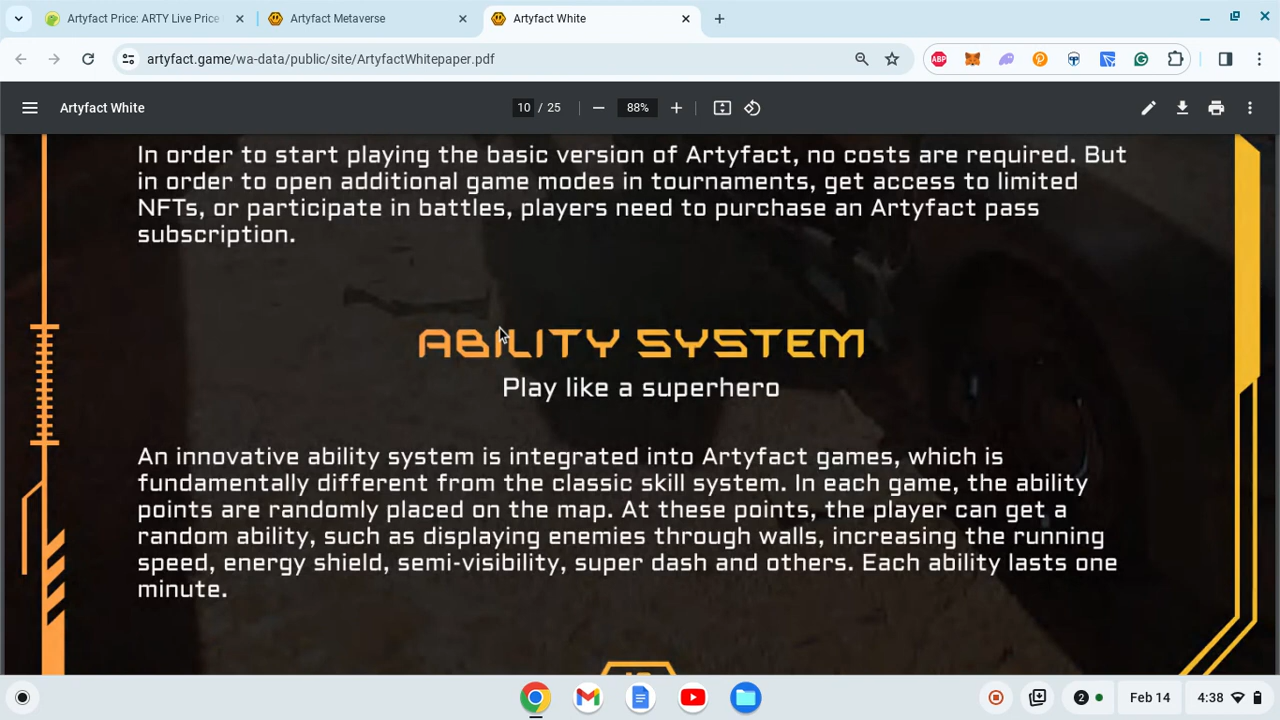 Artyfact Price: ARTY Live Price
Artyfact Metaverse
Artyfact White
artyfact.game/ma-data/public/site/ArtyfactWhitepaper.pdf
Artyfact White
10 / 25
88%
In order to start playing the basic version of Artyfact, no costs are required. But
in order to open additional game modes in tournaments, get access to limited
NFTs, or participate in battles, players need to purchase an Artyfact pass
subscription.
ABILITY SYSTEM
Play like a superhero
An innovative ability system is integrated into Artyfact games, which is
fundamentally different from the classic skill system. In each game, the ability
points are randomly placed on the map. At these points, the player can get a
random ability, such as displaying enemies through walls, increasing the running
speed, energy shield, semi-visibility, super dash and others. Each ability lasts one
minute.
ABP
2
Feb 14
4:38